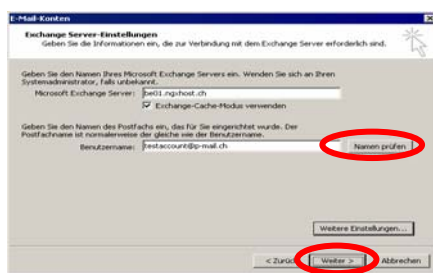 E-Mail-Konten
Exchange Server-Einstellungen
Geben Sie die Informationen ein, die zur Verbindung mit dem Exchange Server erforderlich sind.
Geben Sie den Namen Ihres Microsoft Exchange Servers ein. Wenden Sie sich an Ihren
Systemadministrator, falls unbekannt.
Microsoft Exchange Server: be01.ngxhost.ch
Exchange-Cache-Modus verwenden
Geben Sie den Namen des Postfachs ein, das für Sie eingerichtet wurde. Der
Postfachname ist normalerweise der gleiche wie der Benutzername.
Benutzername: testaccount@p-mail.ch Namen prüfen
Weitere Einstellungen...
< Zurück Weiter > Abbrechen